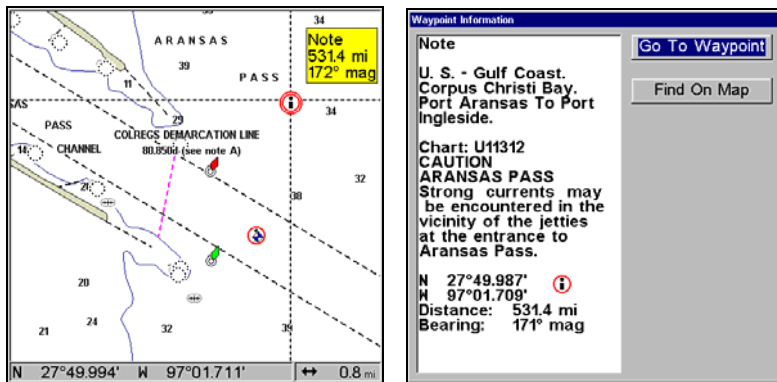 34
ARANSAS
39
PASS
Note
531.4 mi
172° mag
11
29
34
PASS
COLREGS DEMARCATION LINE
CHANNEL
80.850d (see note A)
14
21
32
38
20
24
21
32
39
N 27°49.994' W 97°01.711' ↔ 0.8 mi
Waypoint Information
Note
U. S. - Gulf Coast.
Corpus Christi Bay.
Port Aransas To Port
Ingleside.
Chart: U11312
CAUTION
ARANSAS PASS
Strong currents may
be encountered in the
vicinity of the jetties
at the entrance to
Aransas Pass.
N 27°49.987'
W 97°01.709'
Distance: 531.4 mi
Bearing: 171° mag
Go To Waypoint
Find On Map